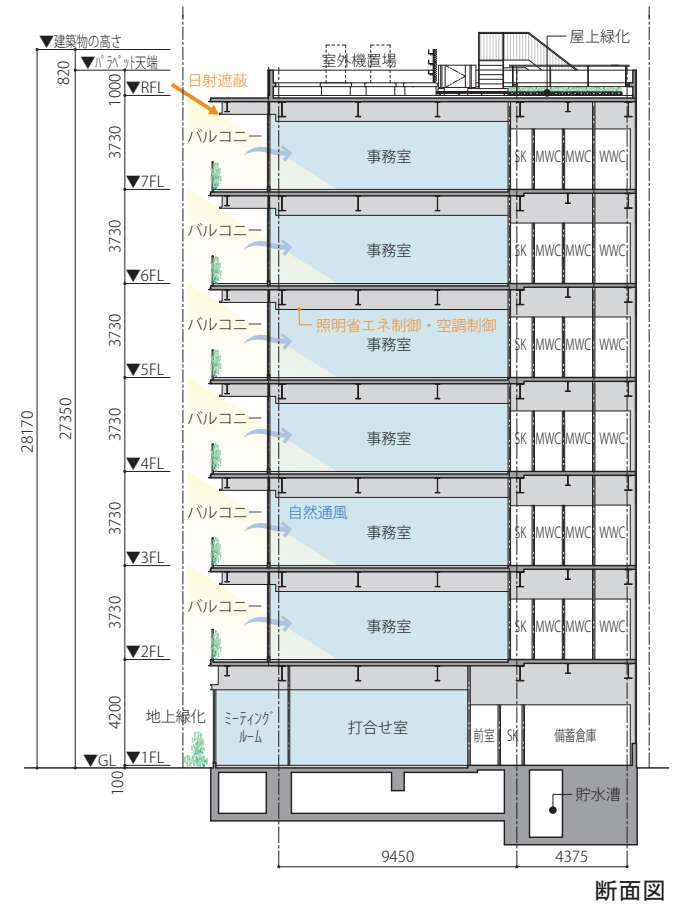 ▼建築物の高さ
屋上緑化
室外機置場
▼パラペット天端
820
日射遮蔽
1000
▼RFL
バルコニー
事務室
SK
MWC
MWC
WWC
3730
▼7FL
バルコニー
事務室
SK
MWC
MWC
WWC
3730
▼6FL
バルコニー
照明省エネ制御・空調制御
事務室
SK
MWC
MWC
WWC
3730
▼5FL
バルコニー
事務室
SK
MWC
MWC
WWC
3730
28170
27350
▼4FL
バルコニー
自然通風
事務室
SK
MWC
MWC
WWC
3730
▼3FL
バルコニー
事務室
SK
MWC
MWC
WWC
3730
▼2FL
4200
地上緑化
ミーティング
ルーム
打合せ室
前室
SK
備蓄倉庫
▼GL
▼1FL
100
貯水漕
9450
4375
断面図